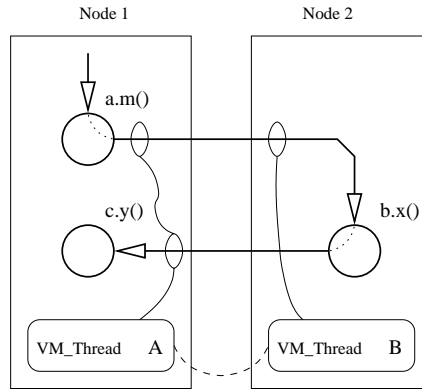 Node 1
Node 2
a.m()
c.y()
b.x()
VM_Thread A
VM_Thread B